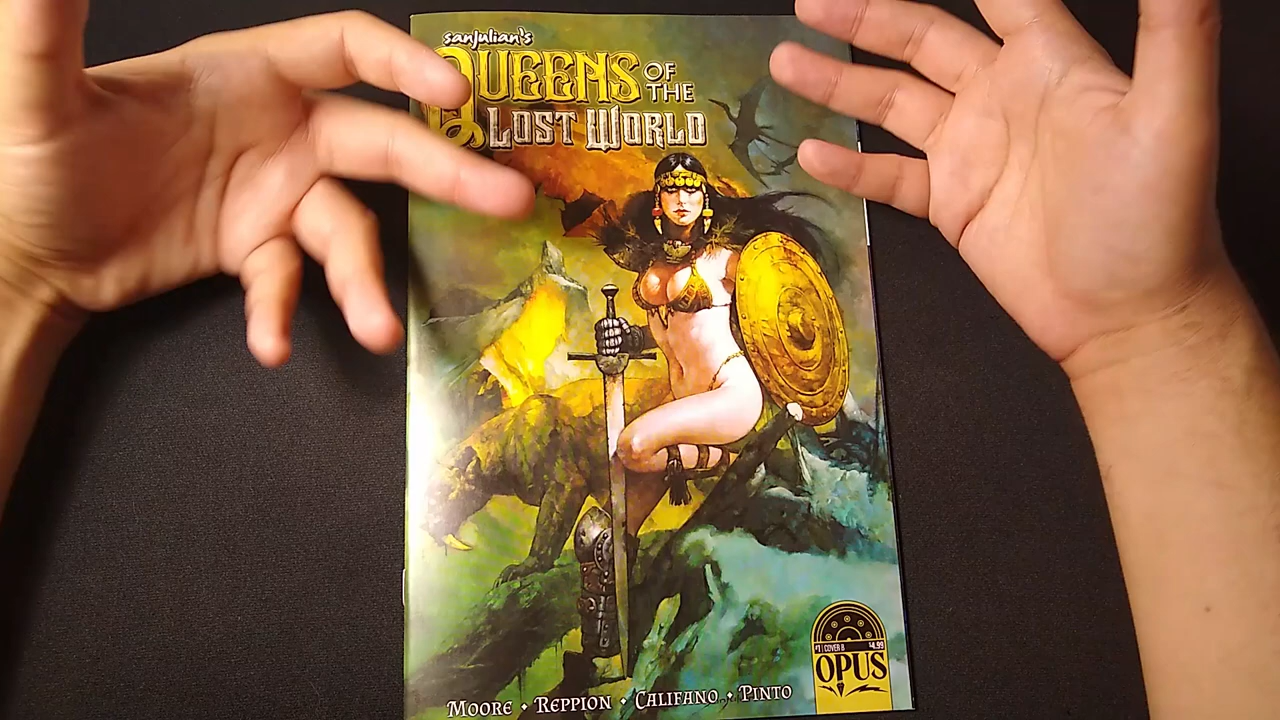 sanJulian's
QUEENS OF THE
LOST WORLD
#1 | COVER B $4.99
OPUS
MOORE • REPPION • CALIFANO • PINTO